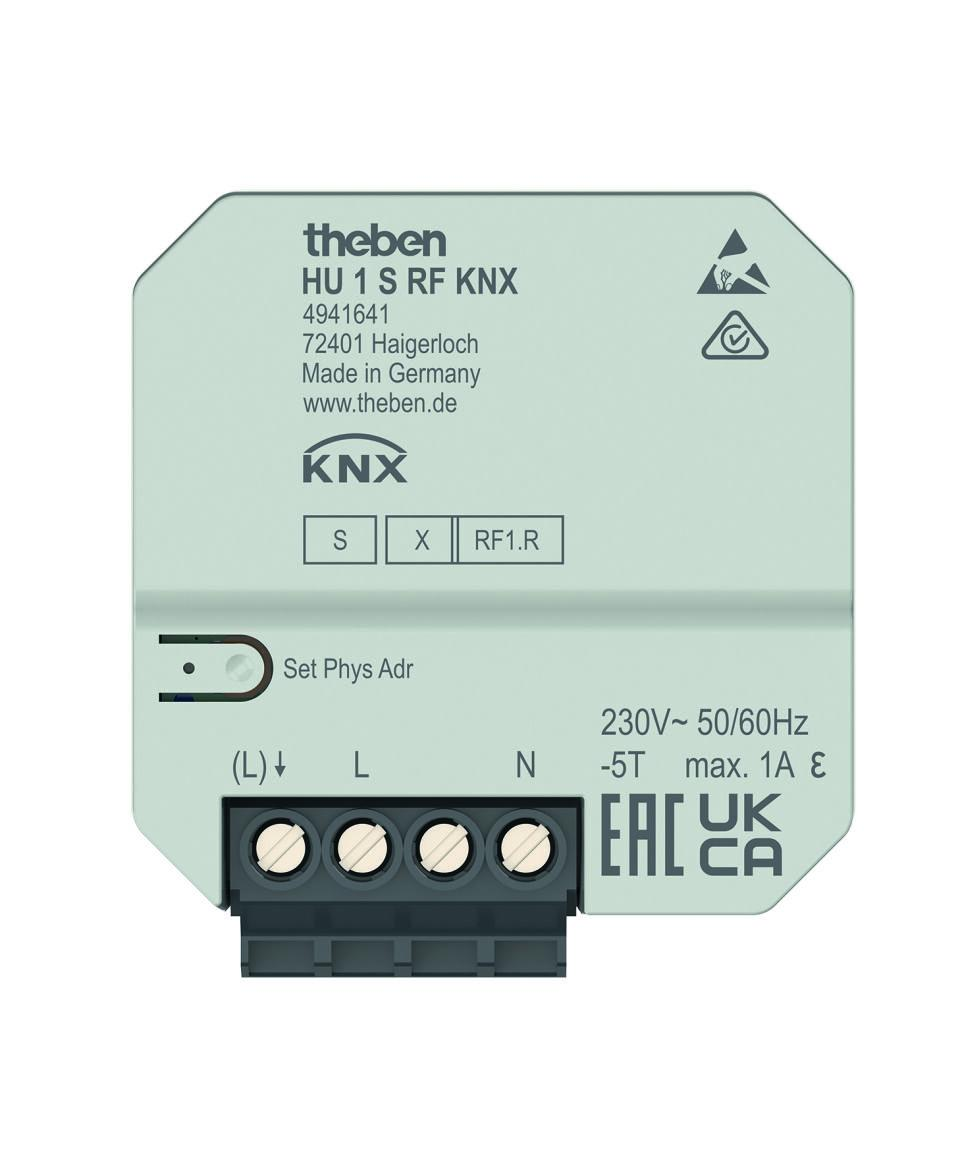 theben
HU 1 S RF KNX
4941641
72401 Haigerloch
Made in Germany
www.theben.de
KNX
S X RF1.R
Set Phys Adr
230V~ 50/60Hz
(L)↓ L N -5T max. 1A ε
EAC UK
CA